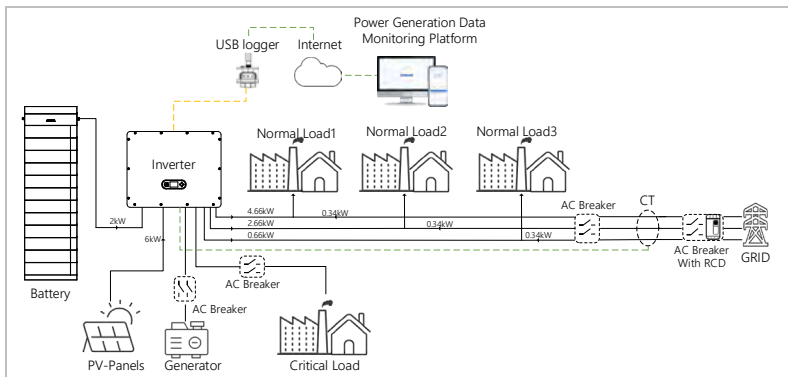 Power Generation Data
Monitoring Platform
USB logger
Internet
Normal Load1
Normal Load2
Normal Load3
Inverter
AC Breaker
CT
4.66kW
0.34kW
2kW
2.66kW
0.34kW
6kW
0.66kW
0.34kW
AC Breaker
With RCD
GRID
AC Breaker
Battery
AC Breaker
PV-Panels
Generator
Critical Load